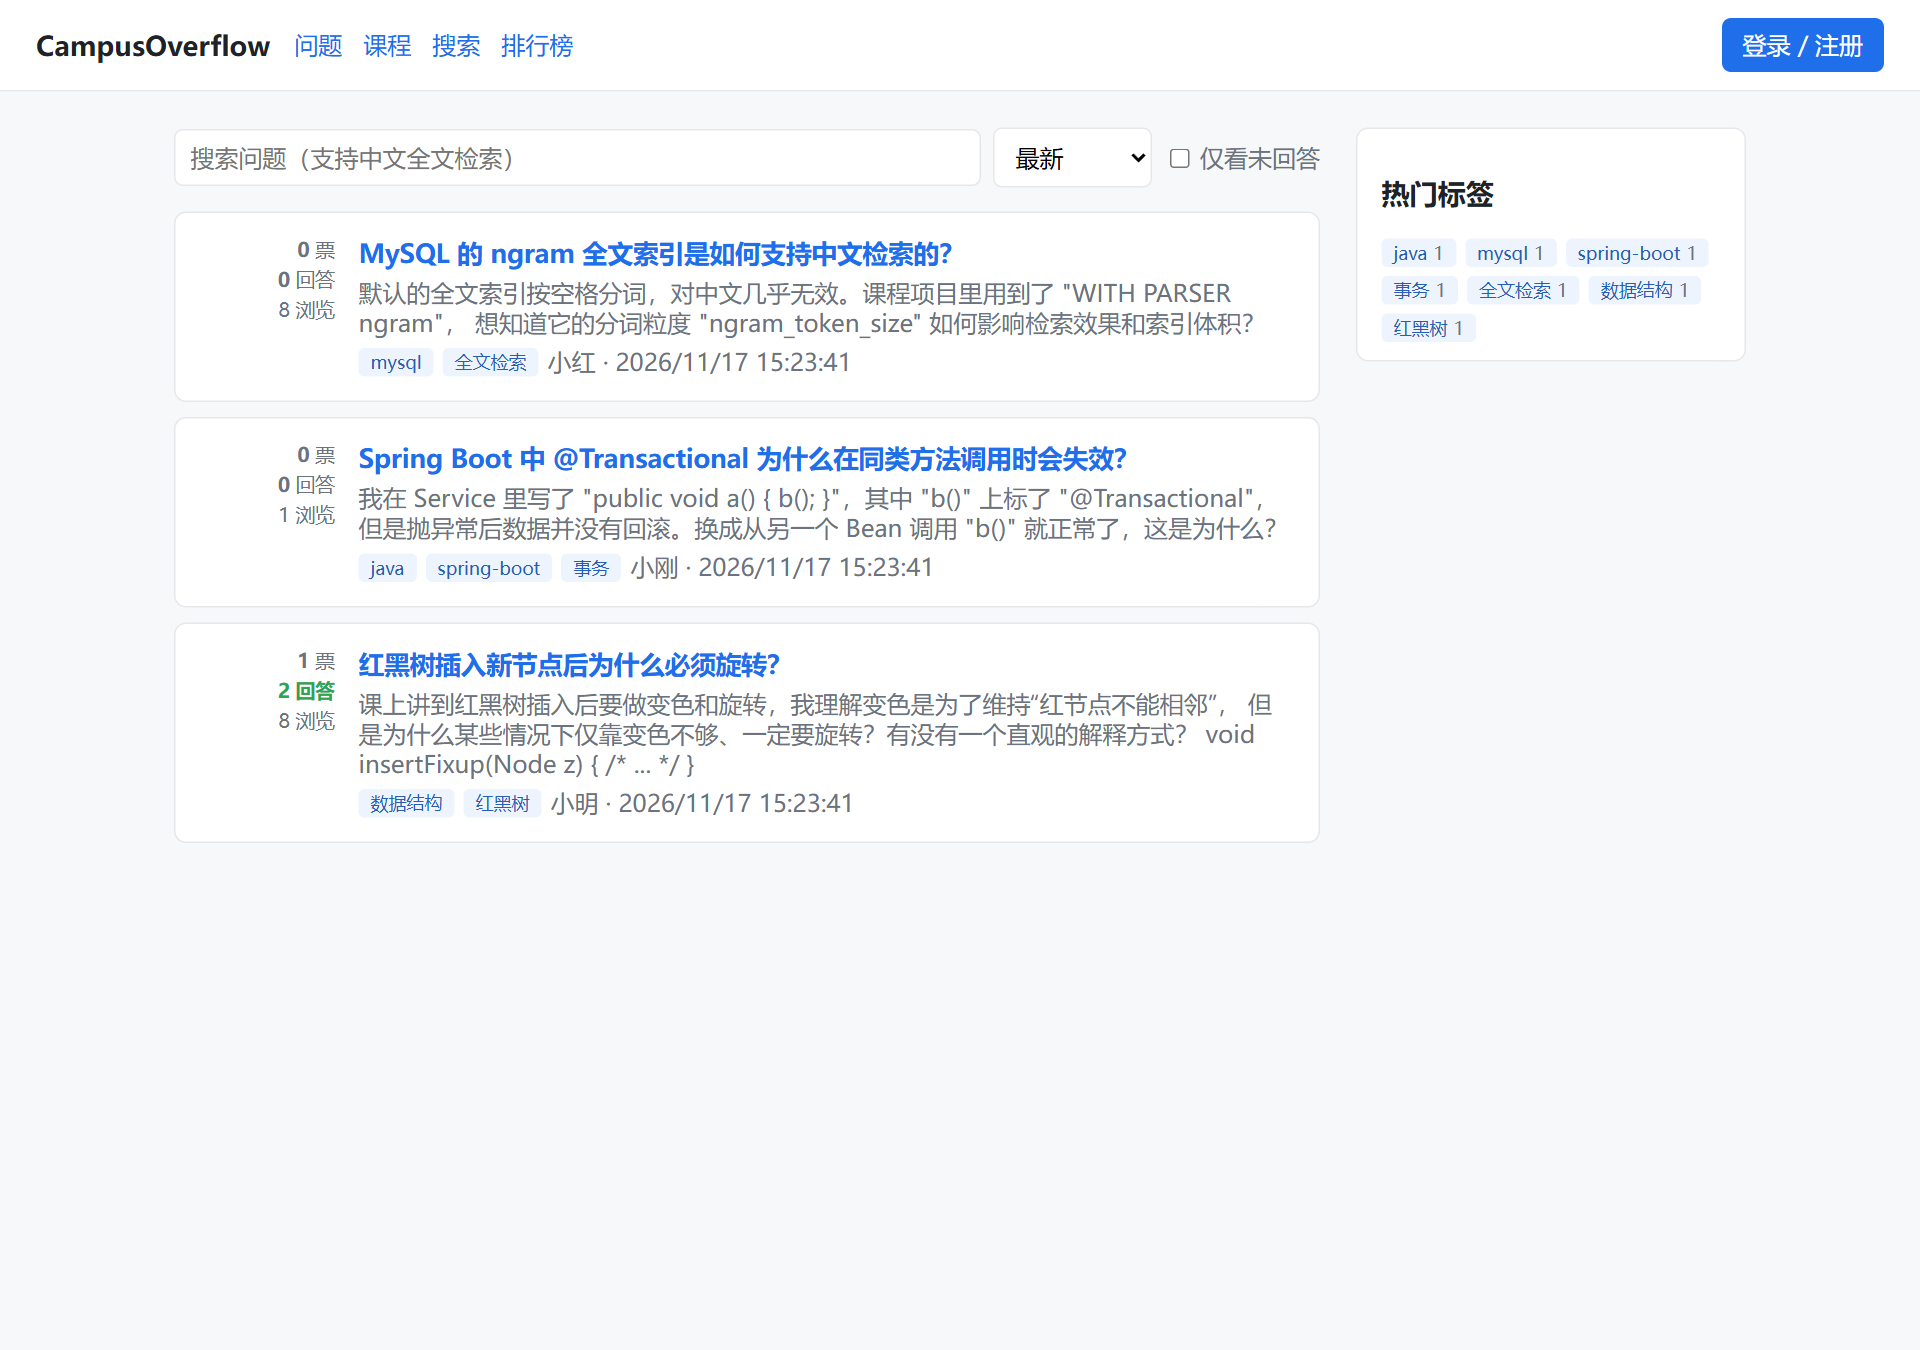 CampusOverflow 问题 课程 搜索 排行榜 登录 / 注册
搜索问题（支持中文全文检索） 最新 仅看未回答
0 票
0 回答
8 浏览
MySQL 的 ngram 全文索引是如何支持中文检索的？
默认的全文索引按空格分词，对中文几乎无效。课程项目里用到了 "WITH PARSER
ngram"， 想知道它的分词粒度 "ngram_token_size" 如何影响检索效果和索引体积？
mysql 全文检索 小红 · 2026/11/17 15:23:41
0 票
0 回答
1 浏览
Spring Boot 中 @Transactional 为什么在同类方法调用时会失效？
我在 Service 里写了 "public void a() { b(); }"，其中 "b()" 上标了 "@Transactional"，
但是抛异常后数据并没有回滚。换成从另一个 Bean 调用 "b()" 就正常了，这是为什么？
java spring-boot 事务 小刚 · 2026/11/17 15:23:41
1 票
2 回答
8 浏览
红黑树插入新节点后为什么必须旋转？
课上讲到红黑树插入后要做变色和旋转，我理解变色是为了维持“红节点不能相邻”， 但
是为什么某些情况下仅靠变色不够、一定要旋转？有没有一个直观的解释方式？ void
insertFixup(Node z) { /* ... */ }
数据结构 红黑树 小明 · 2026/11/17 15:23:41
热门标签
java 1 mysql 1 spring-boot 1
事务 1 全文检索 1 数据结构 1
红黑树 1